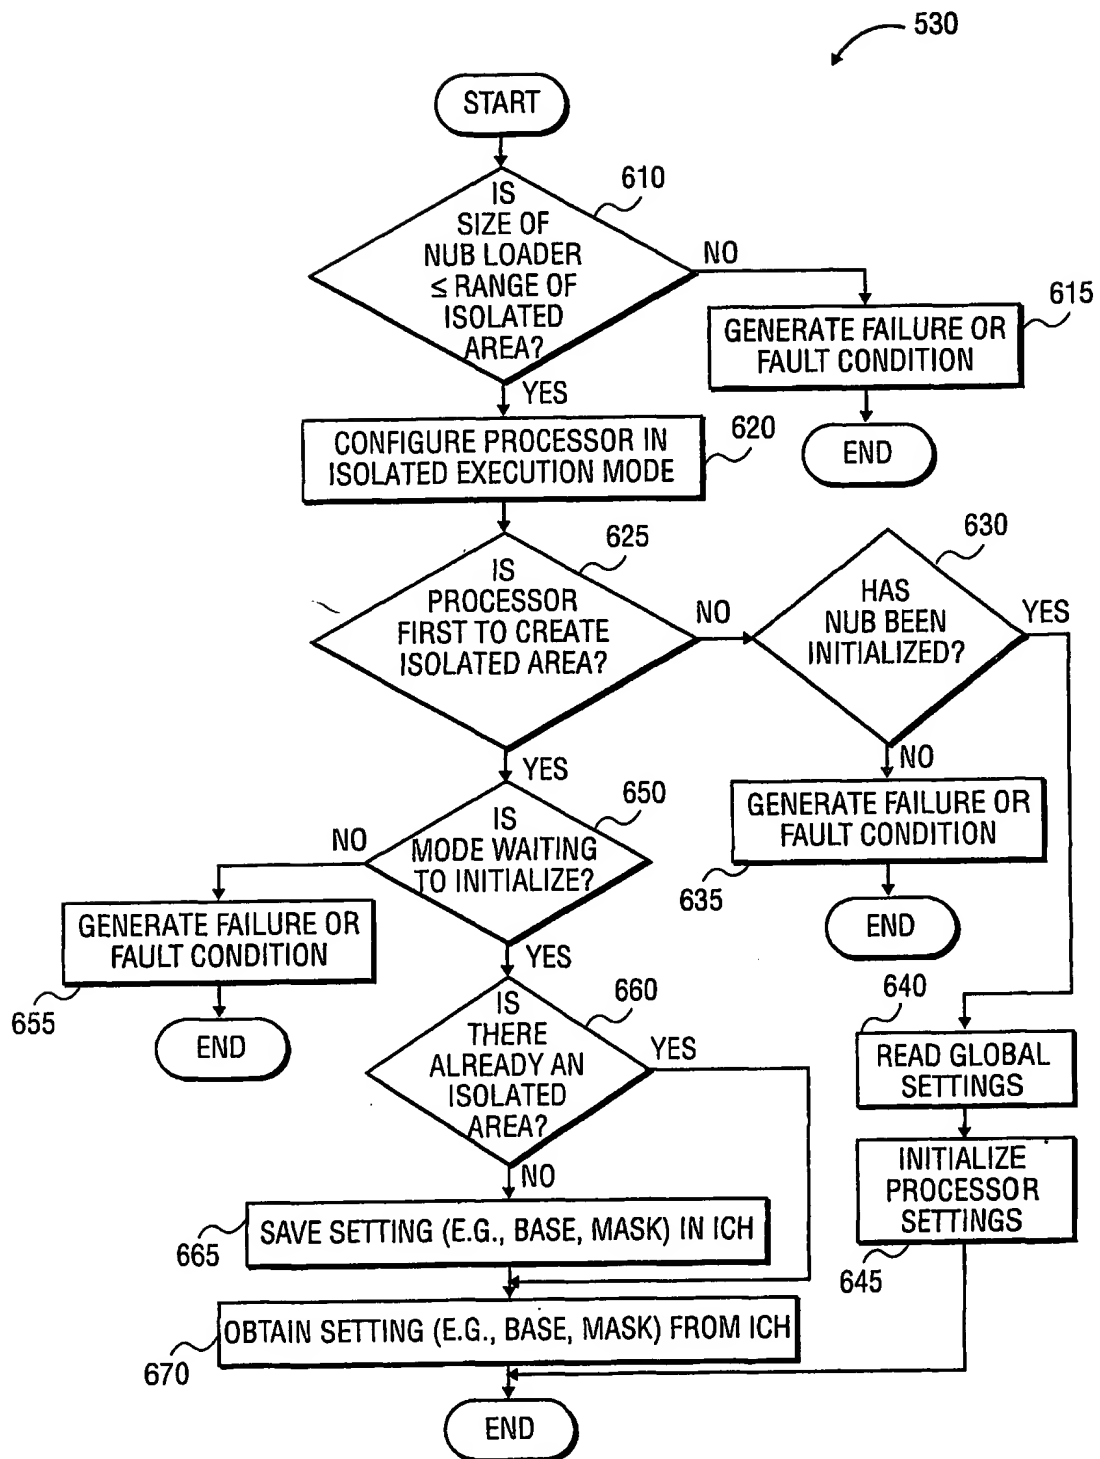 530
START
610
IS
SIZE OF
NUB LOADER
≤ RANGE OF
ISOLATED
AREA?
NO
615
GENERATE FAILURE OR
FAULT CONDITION
END
YES
620
CONFIGURE PROCESSOR IN
ISOLATED EXECUTION MODE
625
IS
PROCESSOR
FIRST TO CREATE
ISOLATED AREA?
NO
630
HAS
NUB BEEN
INITIALIZED?
YES
NO
GENERATE FAILURE OR
FAULT CONDITION
635
END
YES
650
IS
MODE WAITING
TO INITIALIZE?
NO
GENERATE FAILURE OR
FAULT CONDITION
655
END
YES
660
IS
THERE
ALREADY AN
ISOLATED
AREA?
YES
640
READ GLOBAL
SETTINGS
INITIALIZE
PROCESSOR
SETTINGS
645
NO
SAVE SETTING (E.G., BASE, MASK) IN ICH
665
OBTAIN SETTING (E.G., BASE, MASK) FROM ICH
670
END